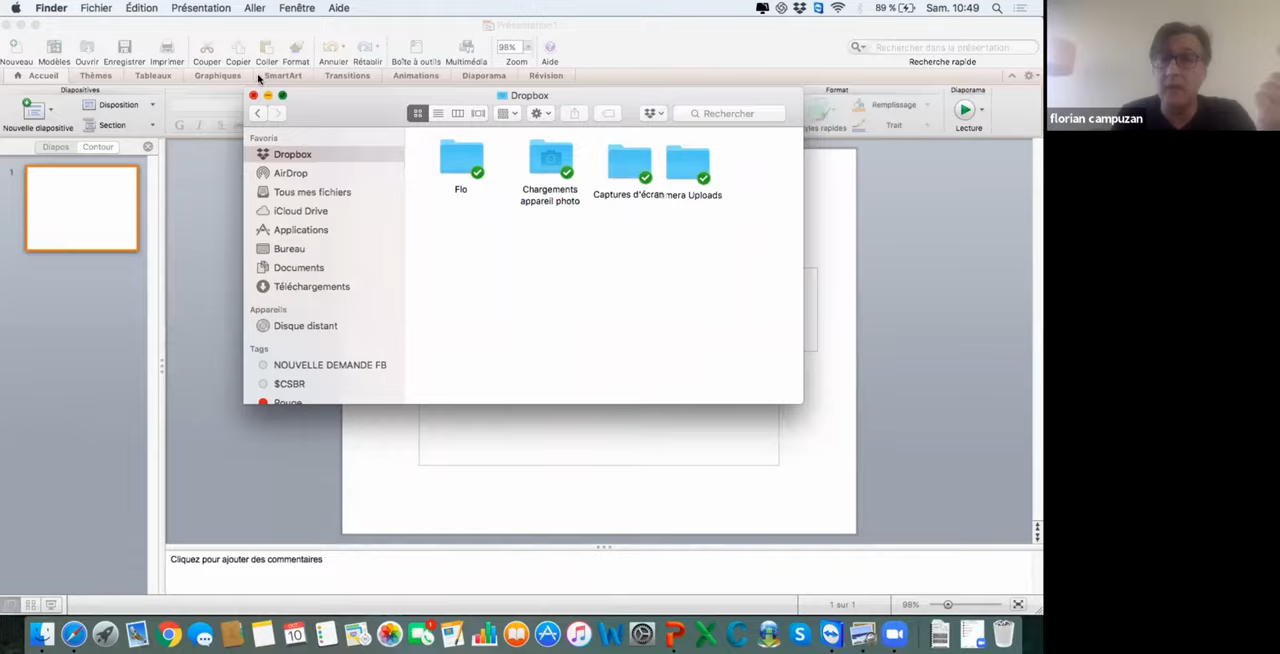 Finder Fichier Édition Présentation Aller Fenêtre Aide 89 % Sam. 10:49
Présentation1
Nouveau Modèles Ouvrir Enregistrer Imprimer Couper Copier Coller Format Annuler Rétablir Boîte à outils Multimédia 98% Zoom Aide Rechercher dans la présentation
Recherche rapide
Accueil Thèmes Tableaux Graphiques SmartArt Transitions Animations Diaporama Révision
Diapositives Format Diaporama
Disposition
Nouvelle diapositive Section
G I S
Remplissage
Trait Lecture
Diapos Contour
1
Dropbox
Rechercher
Favoris
Dropbox
AirDrop
Tous mes fichiers
iCloud Drive
Applications
Bureau
Documents
Téléchargements
Appareils
Disque distant
Tags
NOUVELLE DEMANDE FB
$CSBR
Rouge
Flo
Chargements
appareil photo
Captures d'écran
mera Uploads
Cliquez pour ajouter des commentaires
1 sur 1 98%
florian campuzan